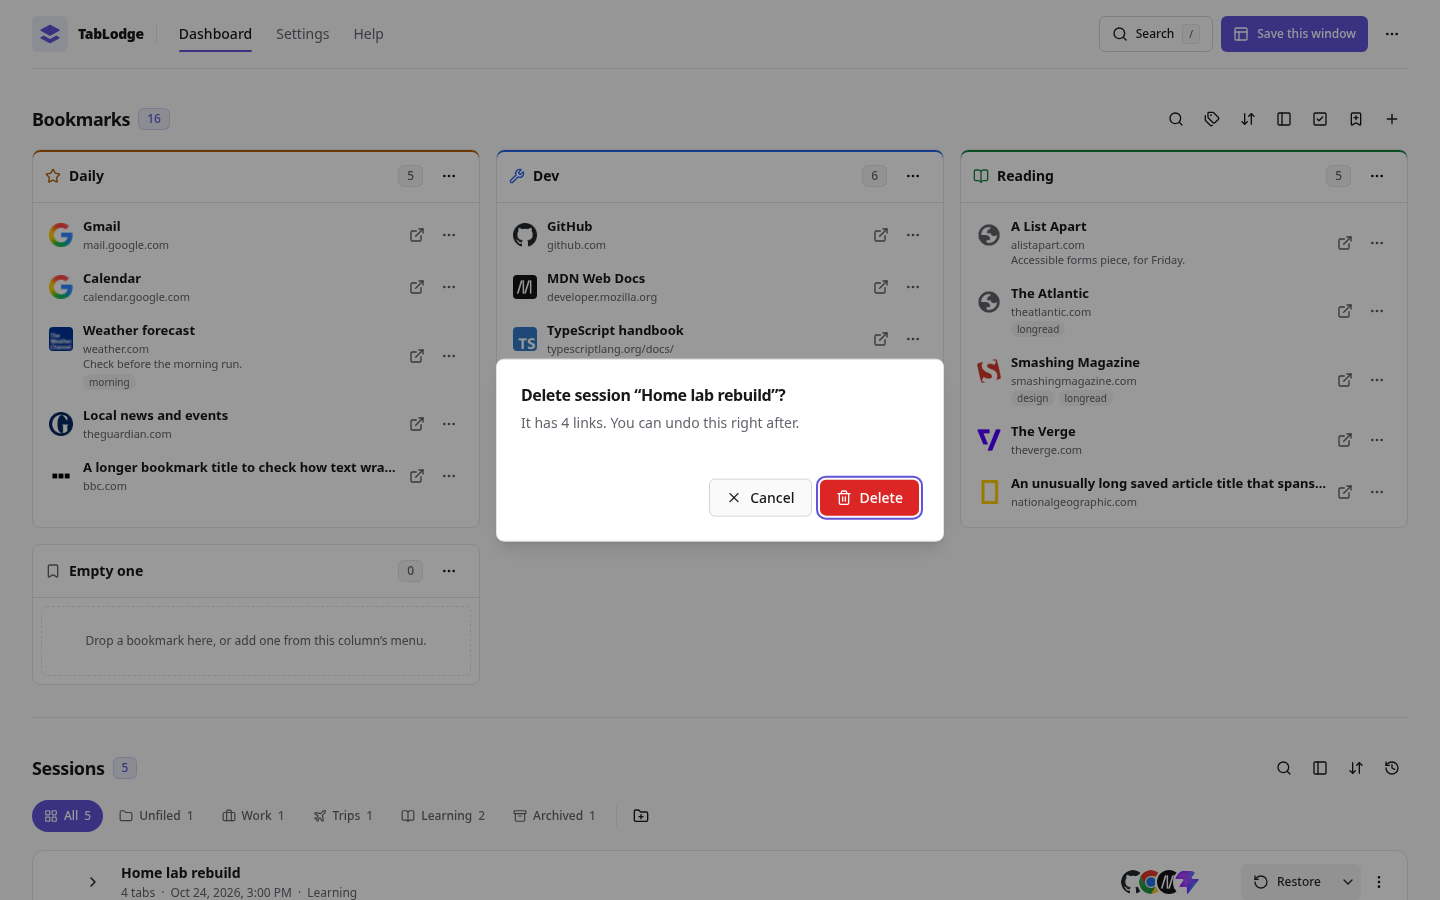 TabLodge
Dashboard
Settings
Help
Search /
Save this window
Bookmarks 16
Daily 5
Gmail
mail.google.com
Calendar
calendar.google.com
Weather forecast
weather.com
Check before the morning run.
morning
Local news and events
theguardian.com
A longer bookmark title to check how text wra...
bbc.com
Dev 6
GitHub
github.com
MDN Web Docs
developer.mozilla.org
TS
TypeScript handbook
typescriptlang.org/docs/
Reading 5
A List Apart
alistapart.com
Accessible forms piece, for Friday.
The Atlantic
theatlantic.com
longread
Smashing Magazine
smashingmagazine.com
design longread
The Verge
theverge.com
An unusually long saved article title that spans...
nationalgeographic.com
Delete session “Home lab rebuild”?
It has 4 links. You can undo this right after.
Cancel
Delete
Empty one 0
Drop a bookmark here, or add one from this column’s menu.
Sessions 5
All 5
Unfiled 1
Work 1
Trips 1
Learning 2
Archived 1
Home lab rebuild
4 tabs · Oct 24, 2026, 3:00 PM · Learning
Restore